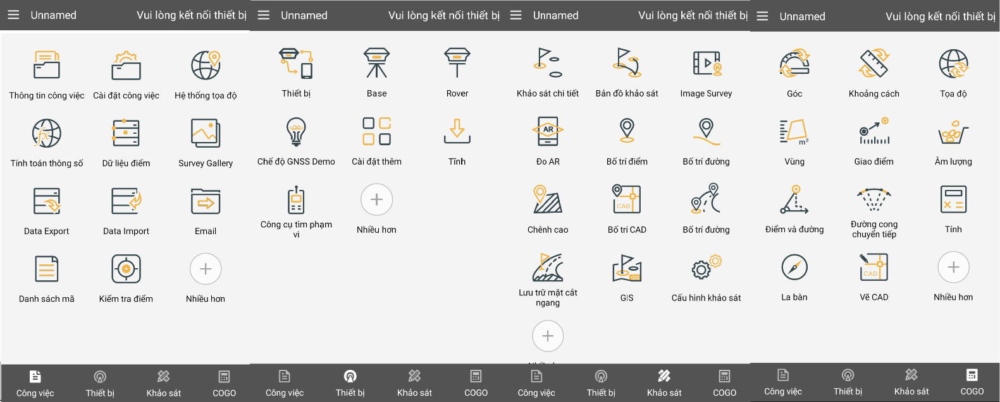 Unnamed Vui lòng kết nối thiết bị
Thông tin công việc Cài đặt công việc Hệ thống tọa độ
Tính toán thông số Dữ liệu điểm Survey Gallery
Data Export Data Import Email
Danh sách mã Kiểm tra điểm Nhiều hơn
Công việc Thiết bị Khảo sát COGO
Unnamed Vui lòng kết nối thiết bị
Thiết bị Base Rover
Chế độ GNSS Demo Cài đặt thêm Tĩnh
Công cụ tìm phạm
vi
Nhiều hơn
Công việc Thiết bị Khảo sát COGO
Unnamed Vui lòng kết nối thiết bị
Khảo sát chi tiết Bản đồ khảo sát Image Survey
AR
Đo AR Bố trí điểm Bố trí đường
CAD
Chênh cao Bố trí CAD Bố trí đường
GIS
Lưu trữ mặt cắt
ngang
GIS Cấu hình khảo sát
Công việc Thiết bị Khảo sát COGO
Unnamed Vui lòng kết nối thiết bị
Góc Khoảng cách Tọa độ
m²
Vùng Giao điểm Âm lượng
Điểm và đường
Đường cong
chuyển tiếp
Tính
CAD
La bàn Vẽ CAD Nhiều hơn
Công việc Thiết bị Khảo sát COGO